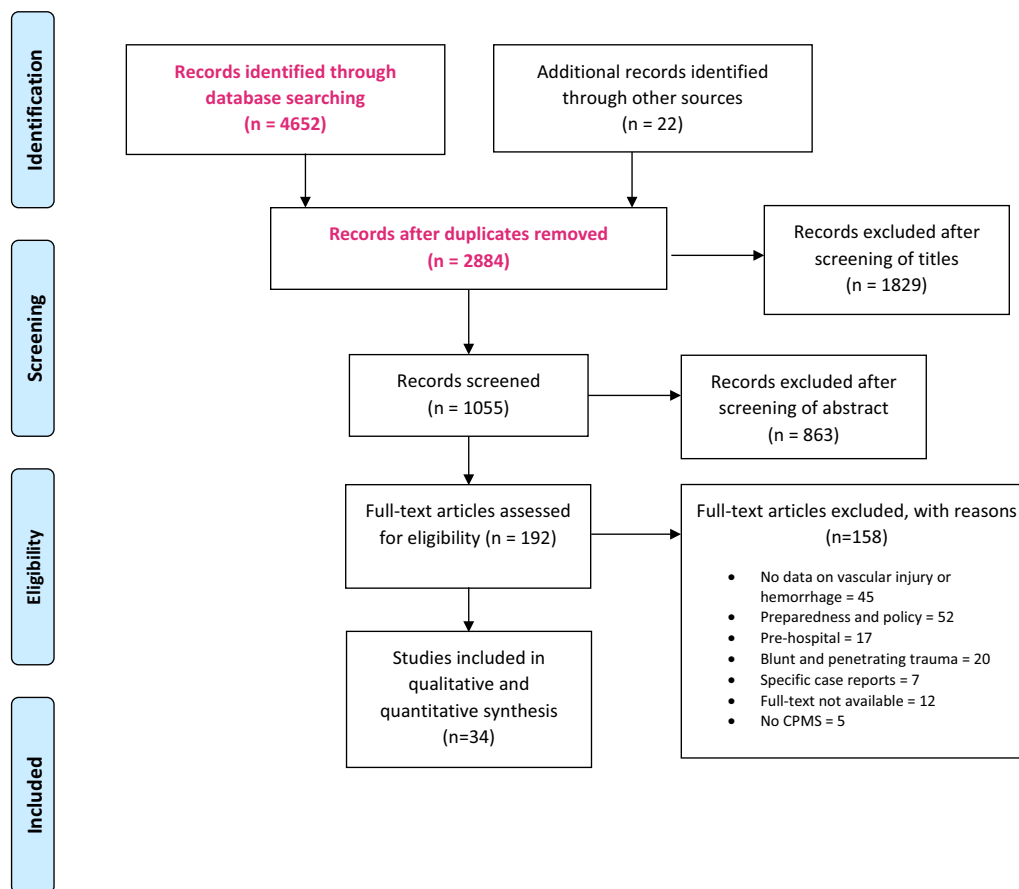 Identification
Records identified through
database searching
(n = 4652)
Additional records identified
through other sources
(n = 22)
Records after duplicates removed
(n = 2884)
Records excluded after
screening of titles
(n = 1829)
Screening
Records screened
(n = 1055)
Records excluded after
screening of abstract
(n = 863)
Eligibility
Full-text articles assessed
for eligibility (n = 192)
Full-text articles excluded, with reasons
(n=158)
• No data on vascular injury or
hemorrhage = 45
• Preparedness and policy = 52
• Pre-hospital = 17
• Blunt and penetrating trauma = 20
• Specific case reports = 7
• Full-text not available = 12
• No CPMS = 5
Included
Studies included in
qualitative and
quantitative synthesis
(n=34)